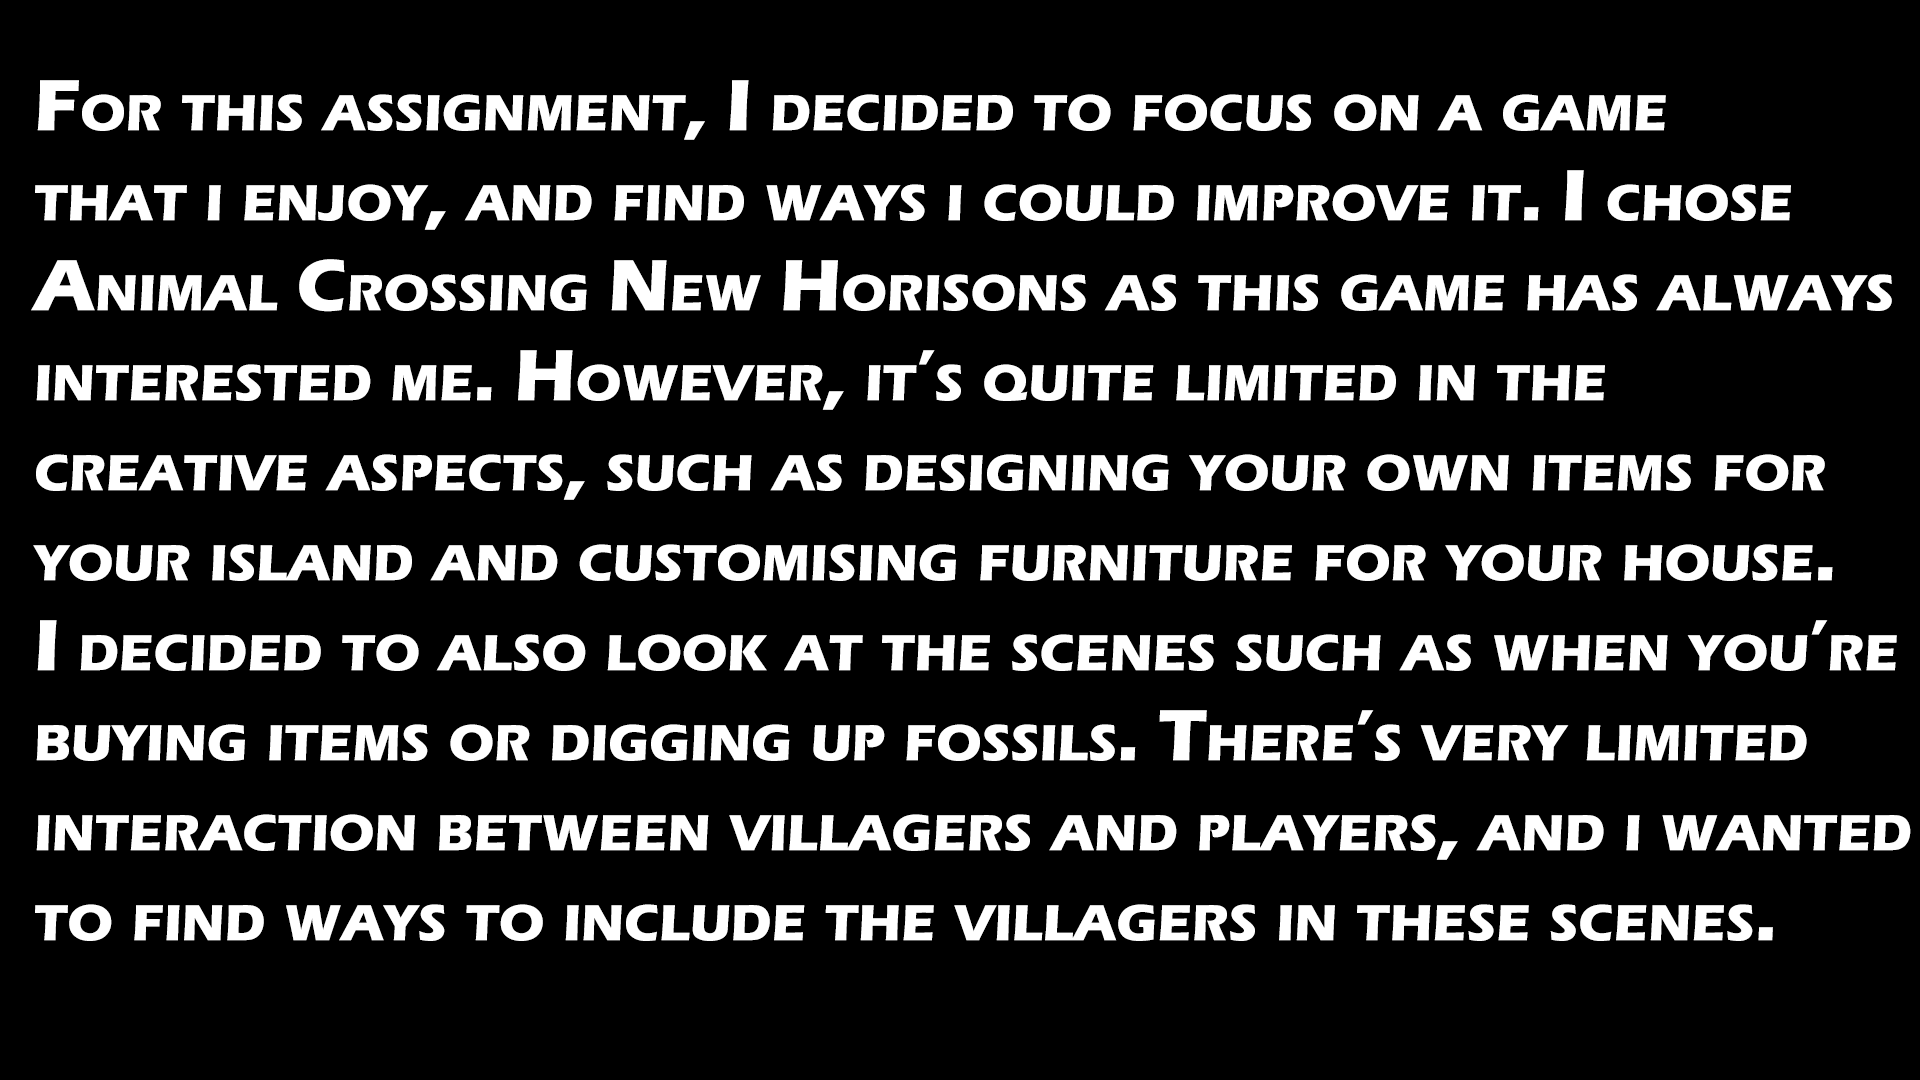 For this assignment, I decided to focus on a game
that i enjoy, and find ways i could improve it. I chose
Animal Crossing New Horisons as this game has always
interested me. However, it's quite limited in the
creative aspects, such as designing your own items for
your island and customising furniture for your house.
I decided to also look at the scenes such as when you're
buying items or digging up fossils. There's very limited
interaction between villagers and players, and i wanted
to find ways to include the villagers in these scenes.